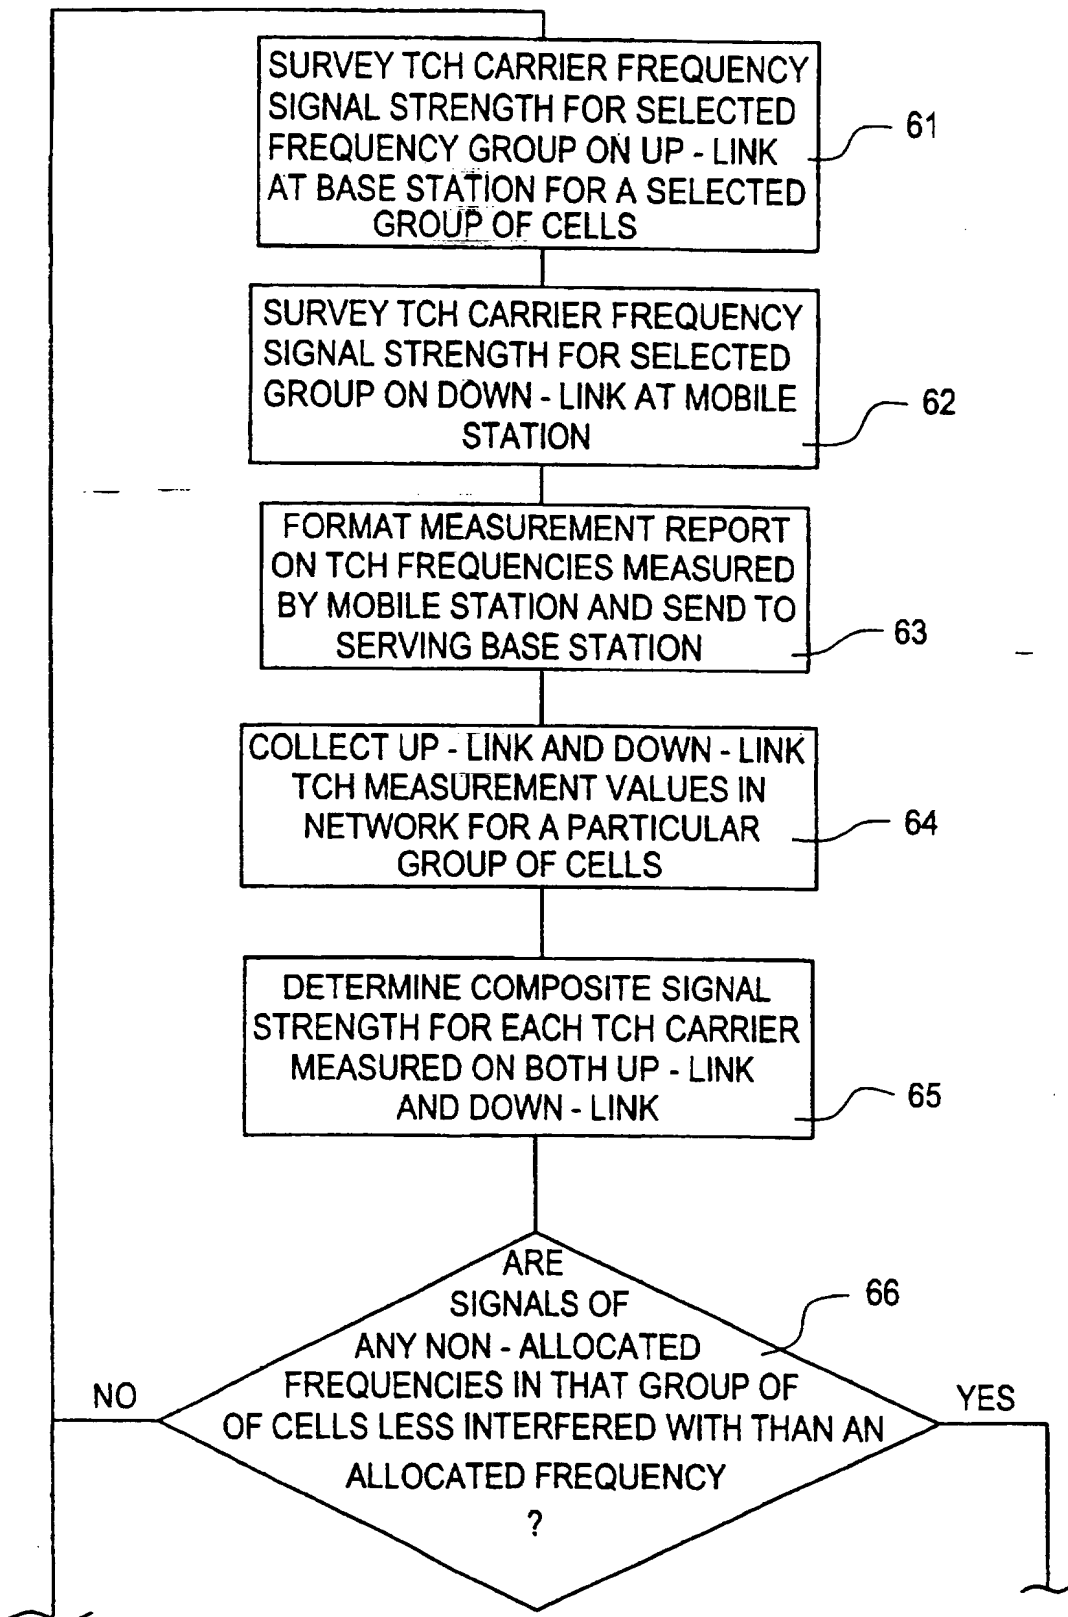 SURVEY TCH CARRIER FREQUENCY
SIGNAL STRENGTH FOR SELECTED
FREQUENCY GROUP ON UP - LINK
AT BASE STATION FOR A SELECTED
GROUP OF CELLS
61
SURVEY TCH CARRIER FREQUENCY
SIGNAL STRENGTH FOR SELECTED
GROUP ON DOWN - LINK AT MOBILE
STATION
62
FORMAT MEASUREMENT REPORT
ON TCH FREQUENCIES MEASURED
BY MOBILE STATION AND SEND TO
SERVING BASE STATION
63
COLLECT UP - LINK AND DOWN - LINK
TCH MEASUREMENT VALUES IN
NETWORK FOR A PARTICULAR
GROUP OF CELLS
64
DETERMINE COMPOSITE SIGNAL
STRENGTH FOR EACH TCH CARRIER
MEASURED ON BOTH UP - LINK
AND DOWN - LINK
65
ARE
SIGNALS OF
ANY NON - ALLOCATED
FREQUENCIES IN THAT GROUP OF
OF CELLS LESS INTERFERED WITH THAN AN
ALLOCATED FREQUENCY
?
66
NO
YES